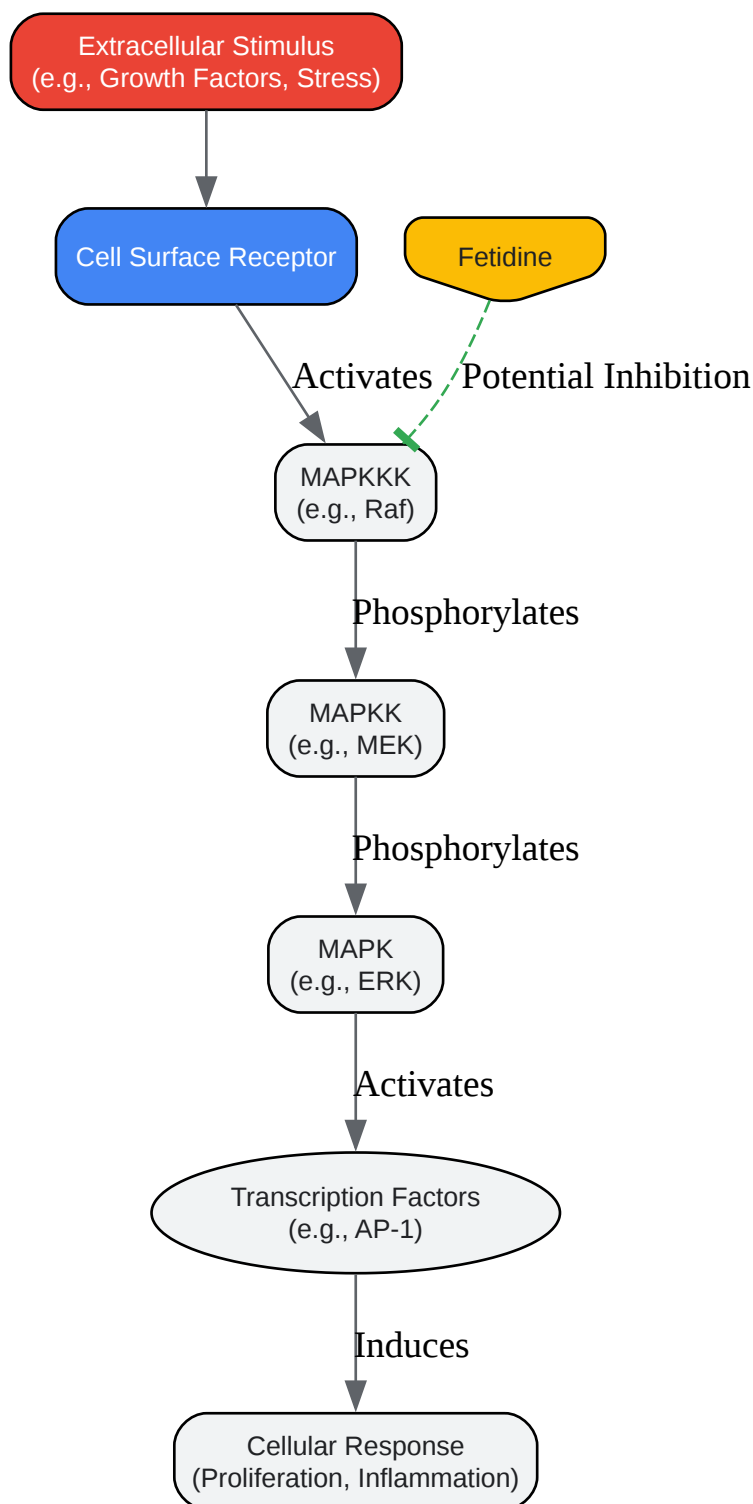 Extracellular Stimulus
(e.g., Growth Factors, Stress)
Cell Surface Receptor
Fetidine
Activates
Potential Inhibition
MAPKKK
(e.g., Raf)
Phosphorylates
MAPKK
(e.g., MEK)
Phosphorylates
MAPK
(e.g., ERK)
Activates
Transcription Factors
(e.g., AP-1)
Induces
Cellular Response
(Proliferation, Inflammation)